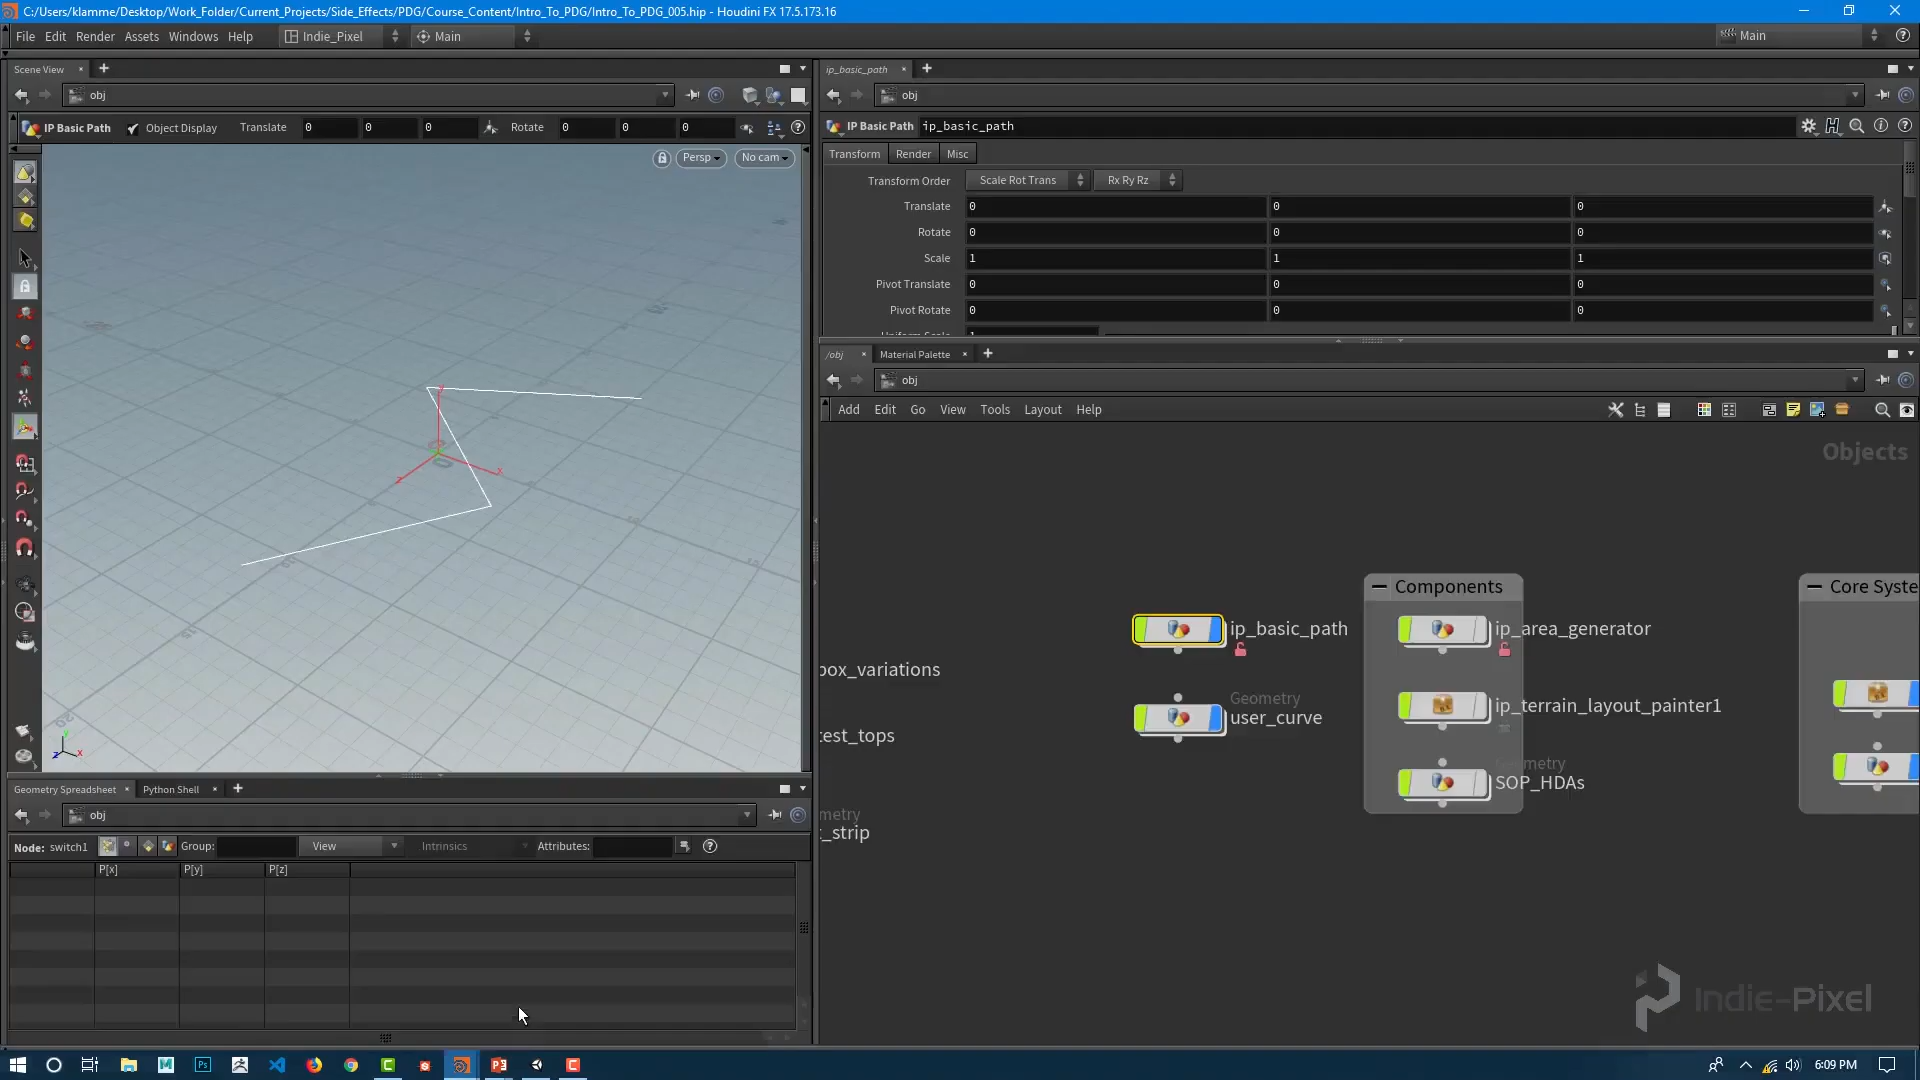 C:/Users/klamme/Desktop/Work_Folder/Current_Projects/Side_Effects/PDG/Course_Content/Intro_To_PDG/Intro_To_PDG_005.hip - Houdini FX 17.5.173.16
File Edit Render Assets Windows Help Indie_Pixel Main Main
Scene View
obj
IP Basic Path Object Display Translate 0 0 0 Rotate 0 0 0
Persp No cam
ip_basic_path
obj
IP Basic Path ip_basic_path
Transform Render Misc
Transform Order Scale Rot Trans Rx Ry Rz
Translate 0 0 0
Rotate 0 0 0
Scale 1 1 1
Pivot Translate 0 0 0
Pivot Rotate 0 0 0
Uniform Scale 1
/obj Material Palette
obj
Add Edit Go View Tools Layout Help
Objects
Components
Core Syste
ip_basic_path
ip_area_generator
box_variations
Geometry
user_curve
ip_terrain_layout_painter1
test_tops
SOP_HDAs
metry
t_strip
Indie-Pixel
Geometry Spreadsheet Python Shell
obj
Node: switch1 Group: View Intrinsics Attributes:
P[x] P[y] P[z]
6:09 PM